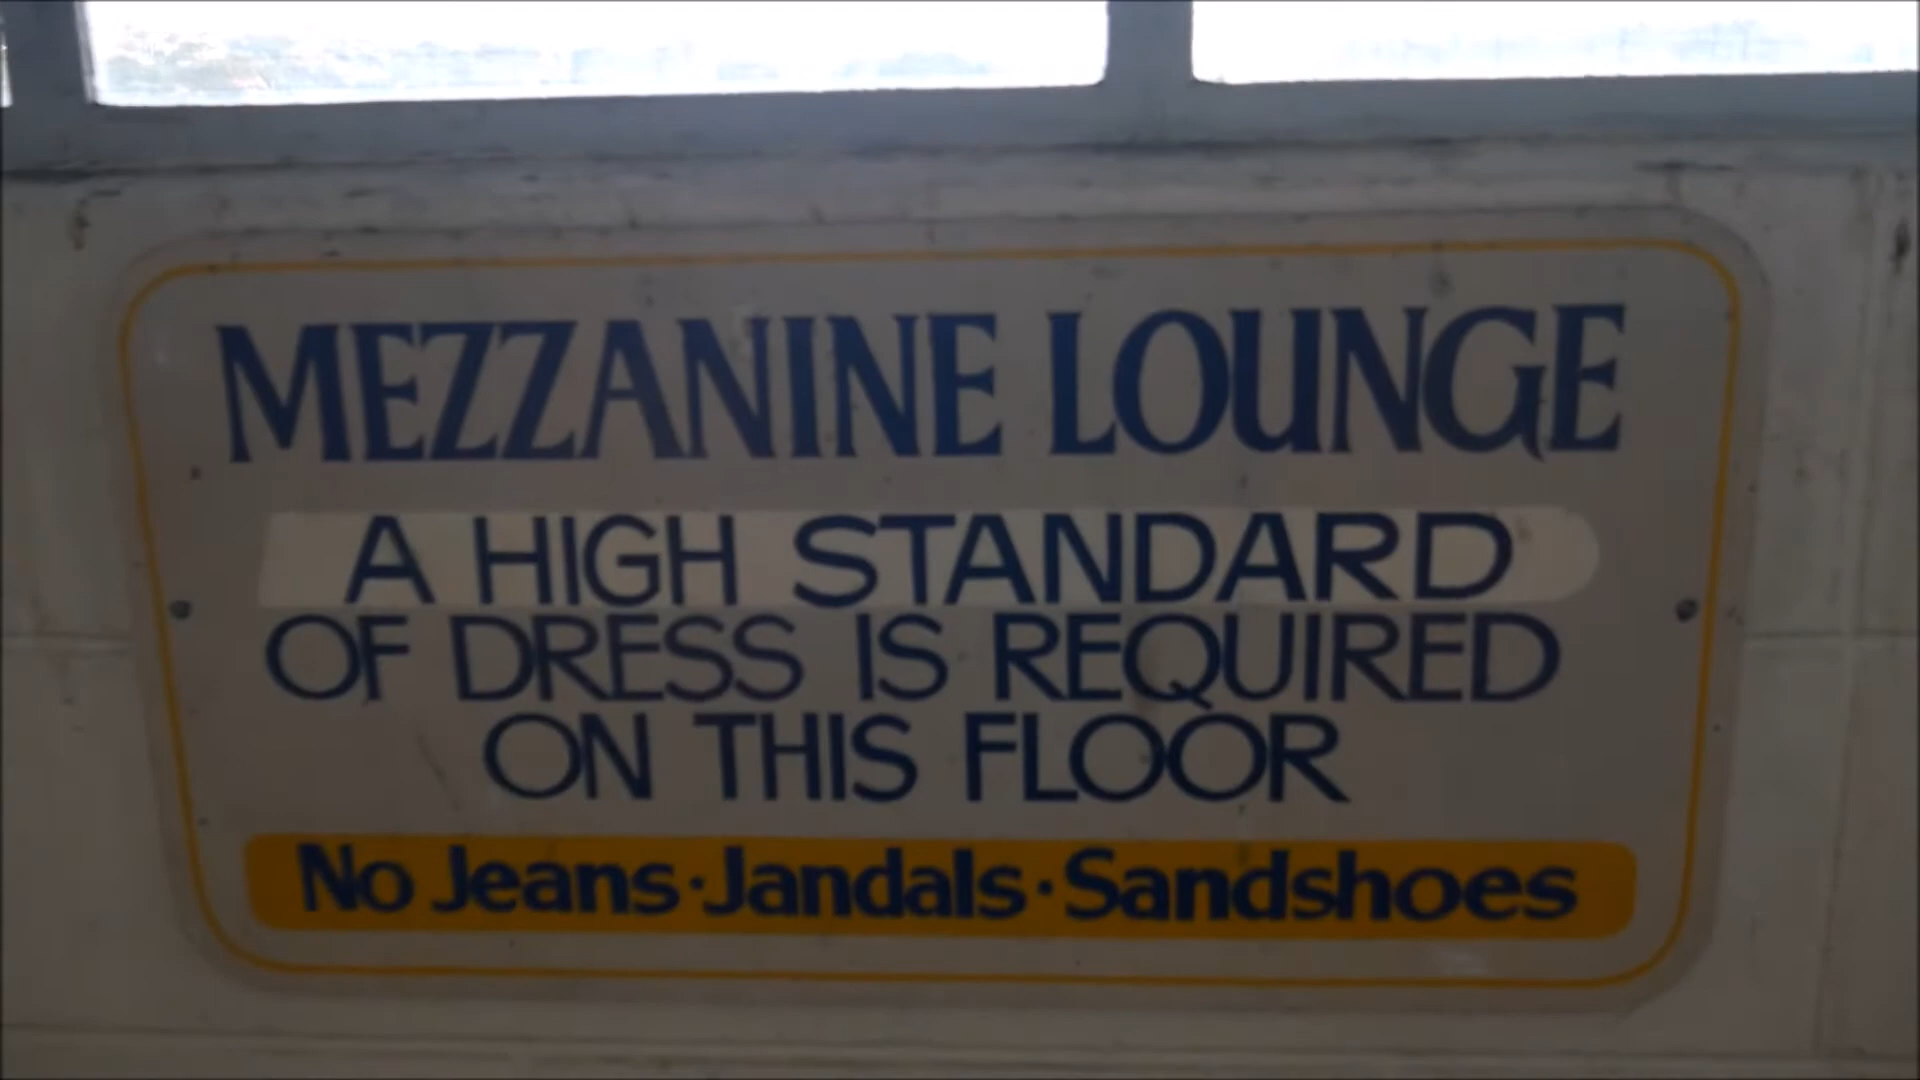 MEZZANINE LOUNGE
A HIGH STANDARD
OF DRESS IS REQUIRED
ON THIS FLOOR
No Jeans·Jandals·Sandshoes